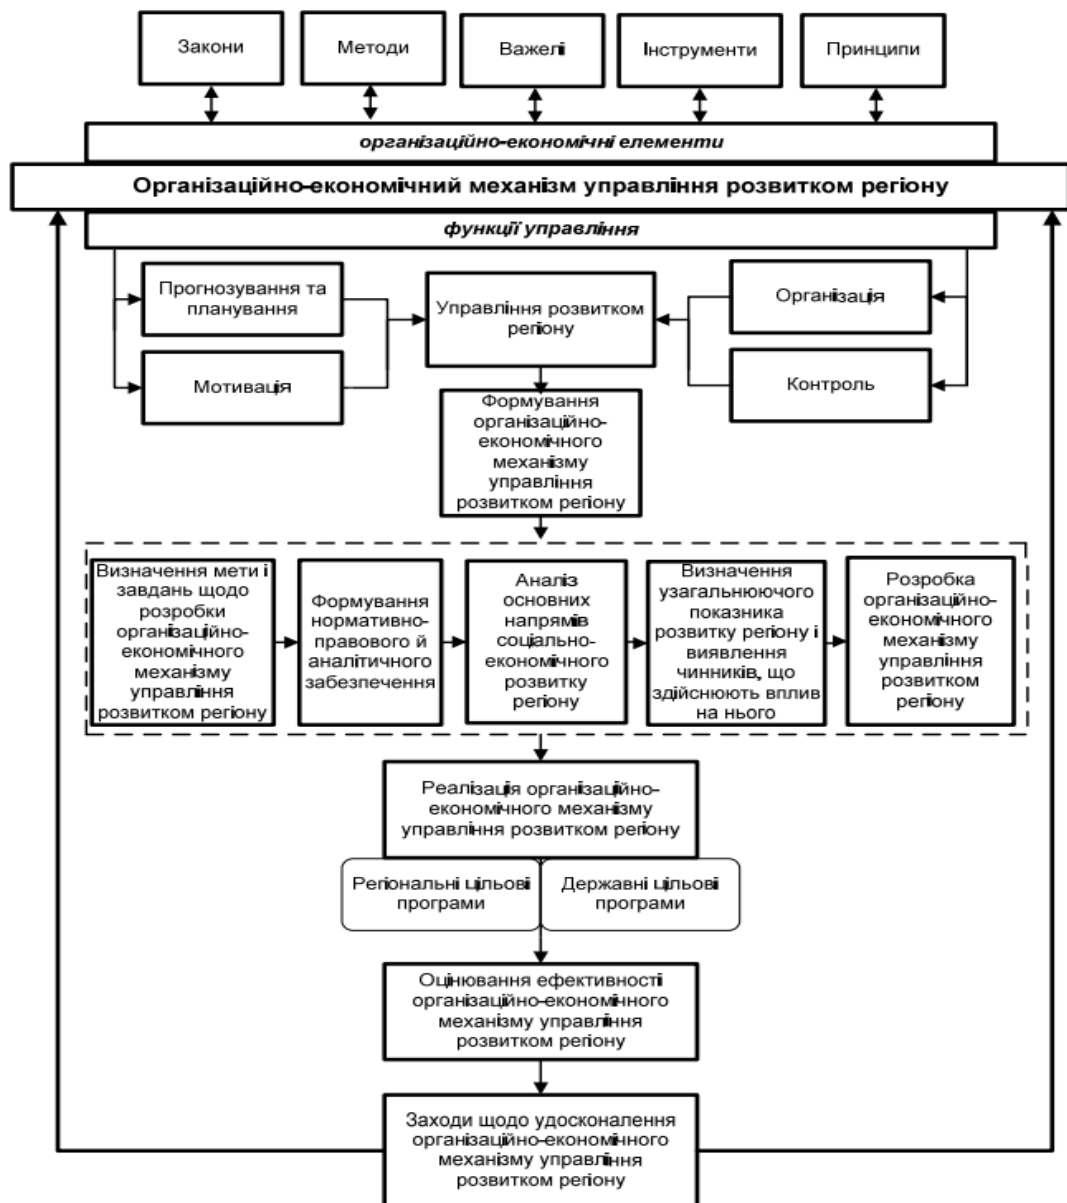 Закони
Методи
Важелі
Інструменти
Принципи
організаційно-економічні елементи
Організаційно-економічний механізм управління розвитком регіону
функції управління
Прогнозування та
планування
Мотивація
Управління розвитком
регіону
Організація
Контроль
Формування
організаційно-
економічного
механізму
управління
розвитком регіону
Визначення мети і
завдань щодо
розробки
організаційно-
економічного
механізму
управління
розвитком регіону
Формування
нормативно-
правового й
аналітичного
забезпечення
Аналіз
основних
напрямів
соціально-
економічного
розвитку
регіону
Визначення
узагальнюючого
показника
розвитку регіону і
виявлення
чинників, що
здійснюють вплив
на нього
Розробка
організаційно-
економічного
механізму
управління
розвитком
регіону
Реалізація організаційно-
економічного механізму
управління розвитком регіону
Регіональні цільові
програми
Державні цільові
програми
Оцінювання ефективності
організаційно-економічного
механізму управління
розвитком регіону
Заходи щодо удосконалення
організаційно-економічного
механізму управління
розвитком регіону